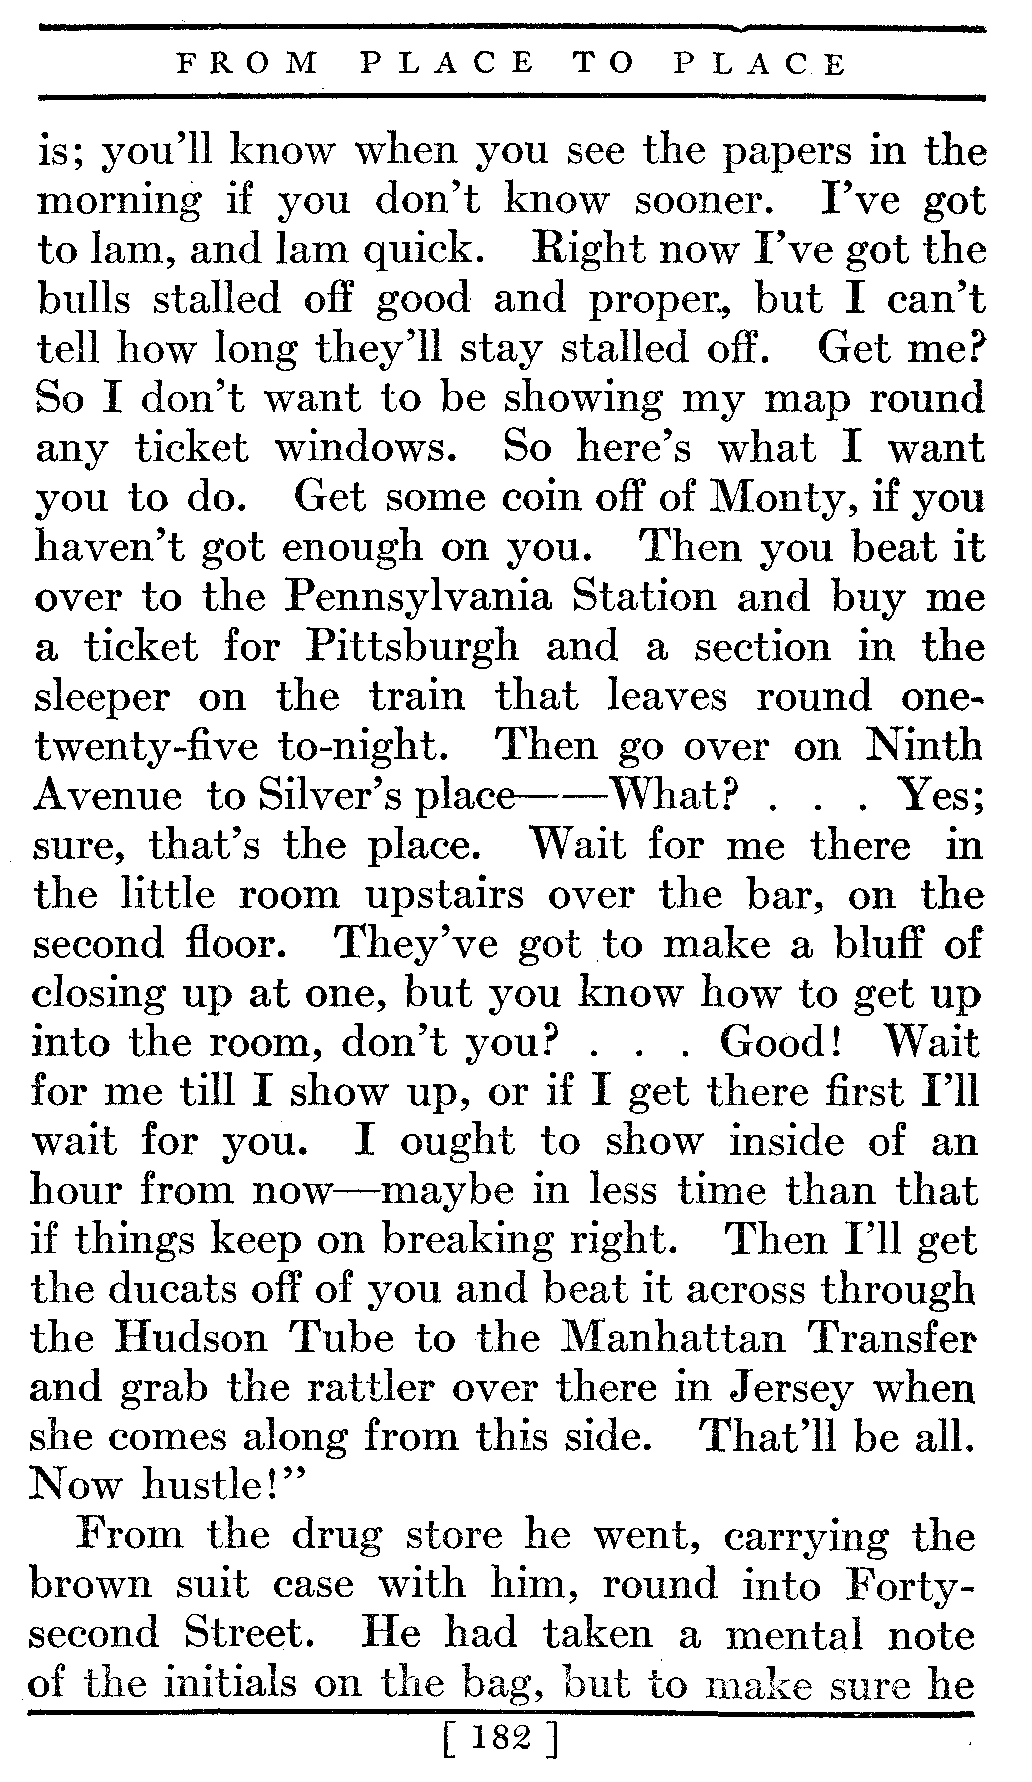 FROM PLACE TO PLACE
is; you'll know when you see the papers in the
morning if you don't know sooner. I've got
to lam, and lam quick. Right now I've got the
bulls stalled off good and proper, but I can't
tell how long they'll stay stalled off. Get me?
So I don't want to be showing my map round
any ticket windows. So here's what I want
you to do. Get some coin off of Monty, if you
haven't got enough on you. Then you beat it
over to the Pennsylvania Station and buy me
a ticket for Pittsburgh and a section in the
sleeper on the train that leaves round one-
twenty-five to-night. Then go over on Ninth
Avenue to Silver's place——What? . . . Yes;
sure, that's the place. Wait for me there in
the little room upstairs over the bar, on the
second floor. They've got to make a bluff of
closing up at one, but you know how to get up
into the room, don't you? . . . Good! Wait
for me till I show up, or if I get there first I'll
wait for you. I ought to show inside of an
hour from now—maybe in less time than that
if things keep on breaking right. Then I'll get
the ducats off of you and beat it across through
the Hudson Tube to the Manhattan Transfer
and grab the rattler over there in Jersey when
she comes along from this side. That'll be all.
Now hustle!"
From the drug store he went, carrying the
brown suit case with him, round into Forty-
second Street. He had taken a mental note
of the initials on the bag, but to make sure he
[ 182 ]